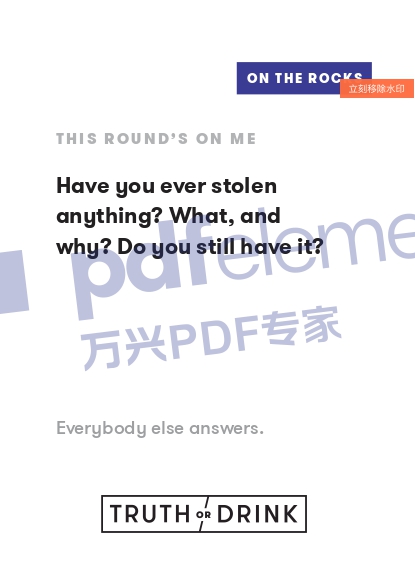 ON THE ROCKS
立刻移除水印
THIS ROUND’S ON ME
Have you ever stolen
anything? What, and
why? Do you still have it?
pdfeleme
万兴PDF专家
Everybody else answers.
TRUTH OR DRINK